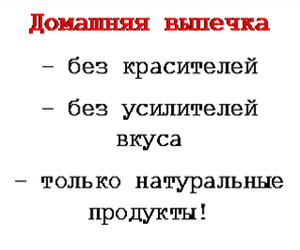 Домашняя выпечка
– без красителей
– без усилителей
вкуса
– только натуральные
продукты!